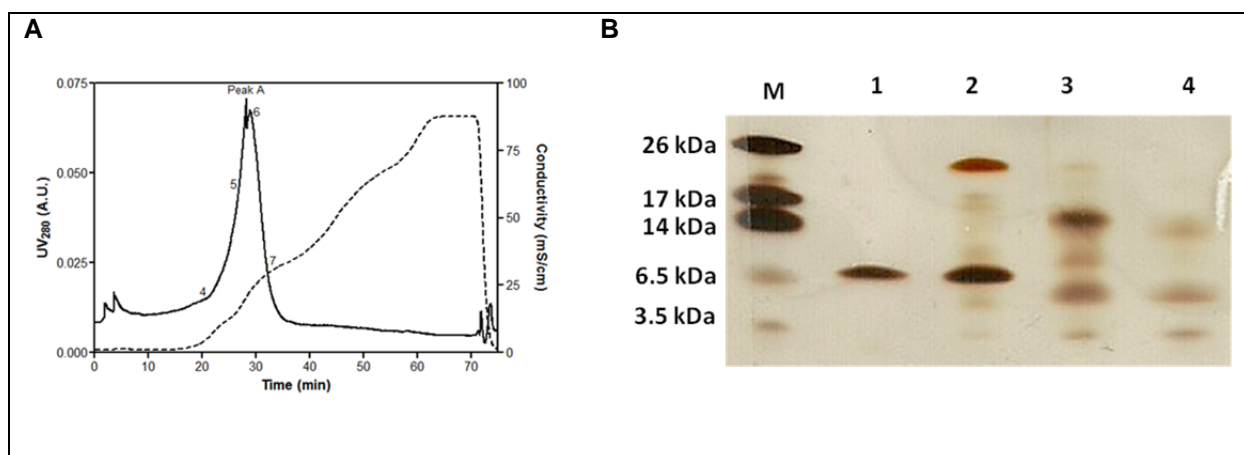 A
0.075
0.050
0.025
0.000
UV280 (A.U.)
Peak A
4
5
6
7
100
75
50
25
0
Conductivity (mS/cm)
0 10 20 30 40 50 60 70
Time (min)
B
M 1 2 3 4
26 kDa
17 kDa
14 kDa
6.5 kDa
3.5 kDa